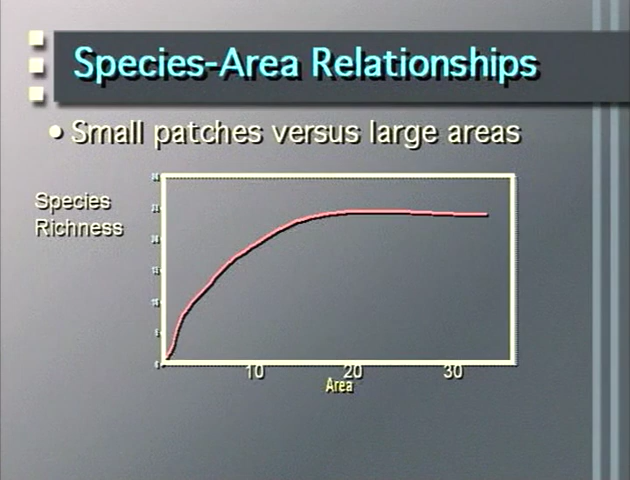 Species-Area Relationships
• Small patches versus large areas
Species
Richness
10 20 30
Area